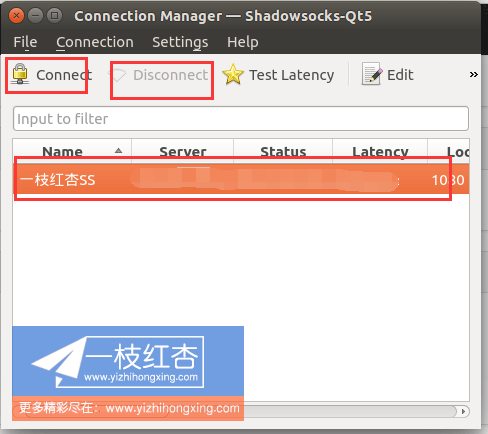 Connection Manager — Shadowsocks-Qt5
File Connection Settings Help
Connect Disconnect Test Latency Edit »
Input to filter
Name Server Status Latency
一枝红杏SS 1080
一枝红杏
www.yizhihongxing.com
更多精彩尽在：www.yizhihongxing.com